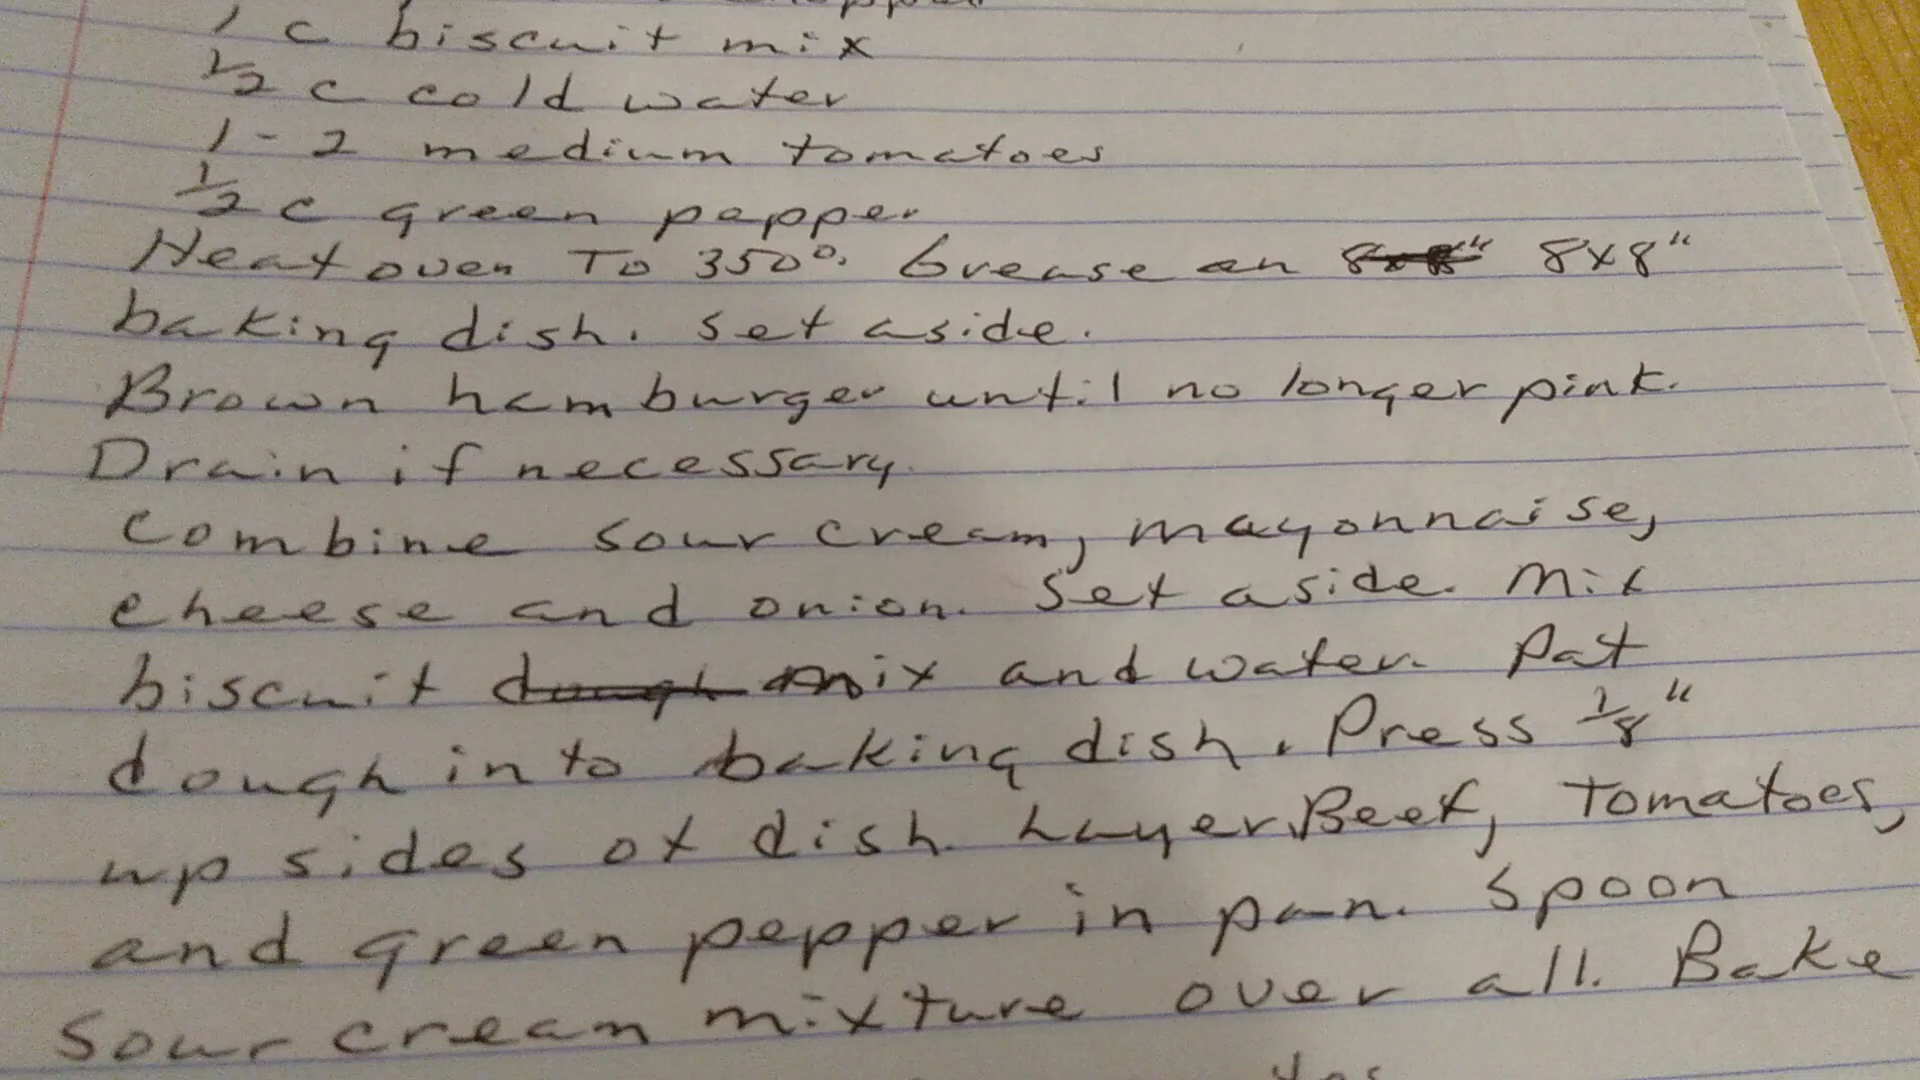 1 c biscuit mix
1/2 c cold water
1-2 medium tomatoes
1/2 c green pepper
Heat oven To 350°. Grease an 8x8" 8x8"
baking dish. Set aside.
Brown hamburger until no longer pink.
Drain if necessary.
Combine sour cream, mayonnaise,
cheese and onion. Set aside. Mix
biscuit dough mix and water. Pat
dough into baking dish. Press 1/8"
up sides of dish. Layer Beef, Tomatoes,
and green pepper in pan. Spoon
Sour cream mixture over all. Bake